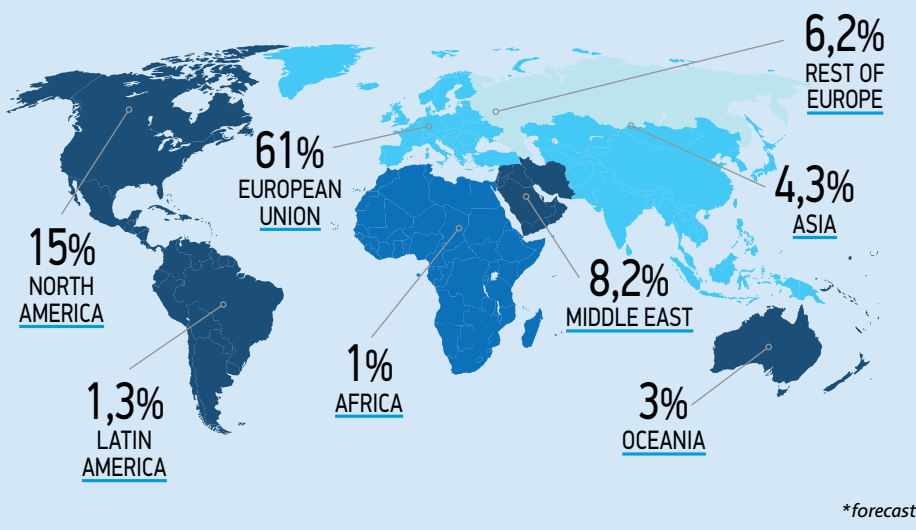 6,2%
REST OF
EUROPE
61%
EUROPEAN
UNION
4,3%
ASIA
15%
NORTH
AMERICA
8,2%
MIDDLE EAST
1%
AFRICA
1,3%
LATIN
AMERICA
3%
OCEANIA
*forecast